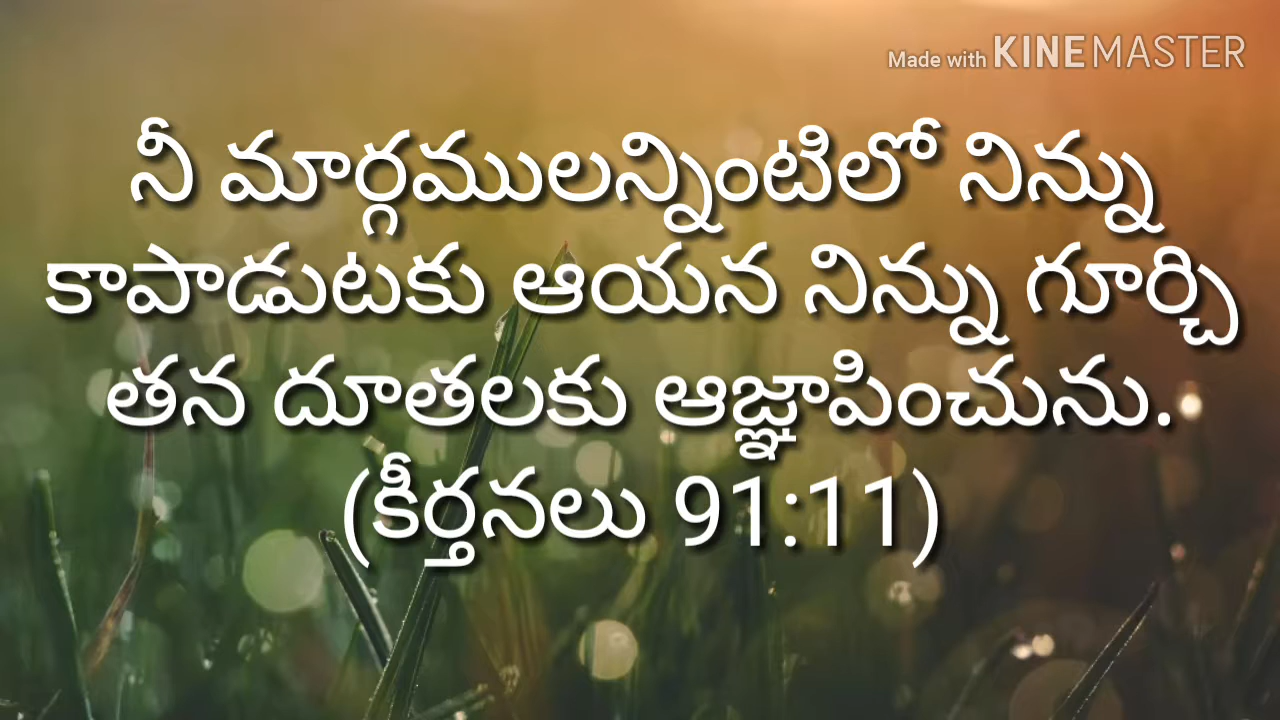 Made with KINEMASTER
నీ మార్గములన్నింటిలో నిన్ను
కాపాడుటకు ఆయన నిన్ను గూర్చి
తన దూతలకు ఆజ్ఞాపించును.
(కీర్తనలు 91:11)